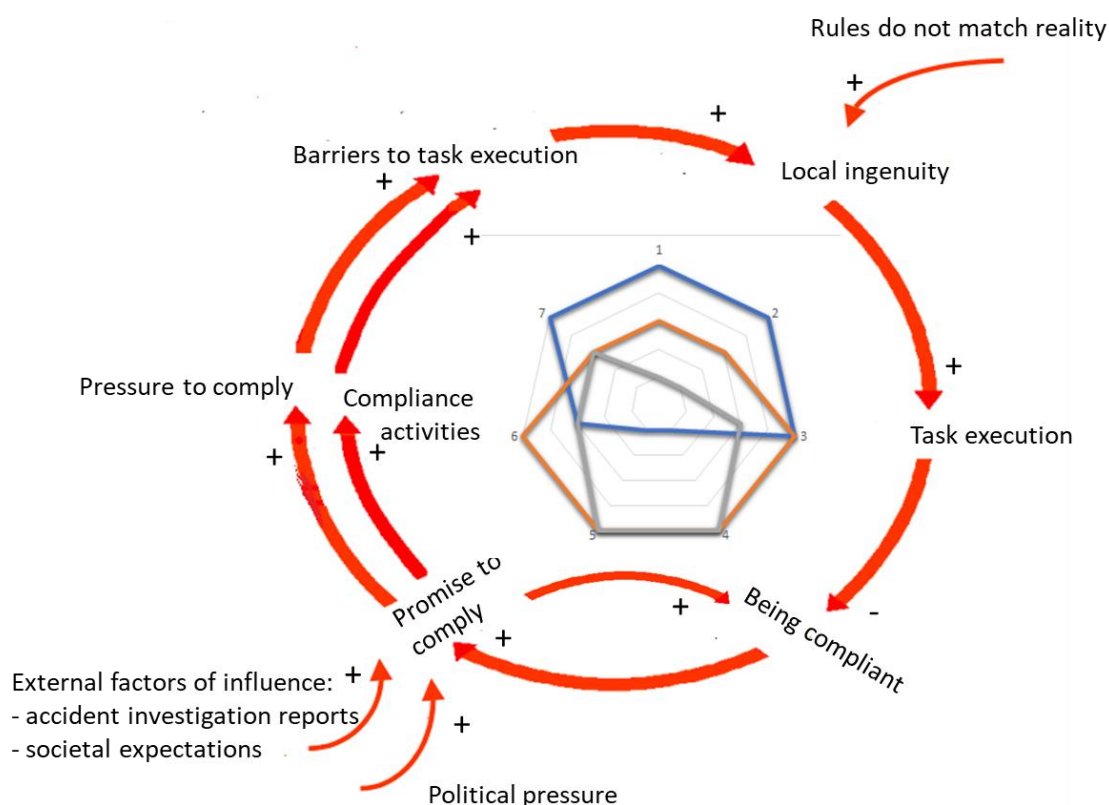 Rules do not match reality
+
+
Barriers to task execution
Local ingenuity
+
+
1
2
7
+
Pressure to comply
Compliance
activities
3
6
Task execution
+
+
5
4
Promise to
comply
+
Being compliant
-
+
+
External factors of influence:
- accident investigation reports
- societal expectations
+
Political pressure